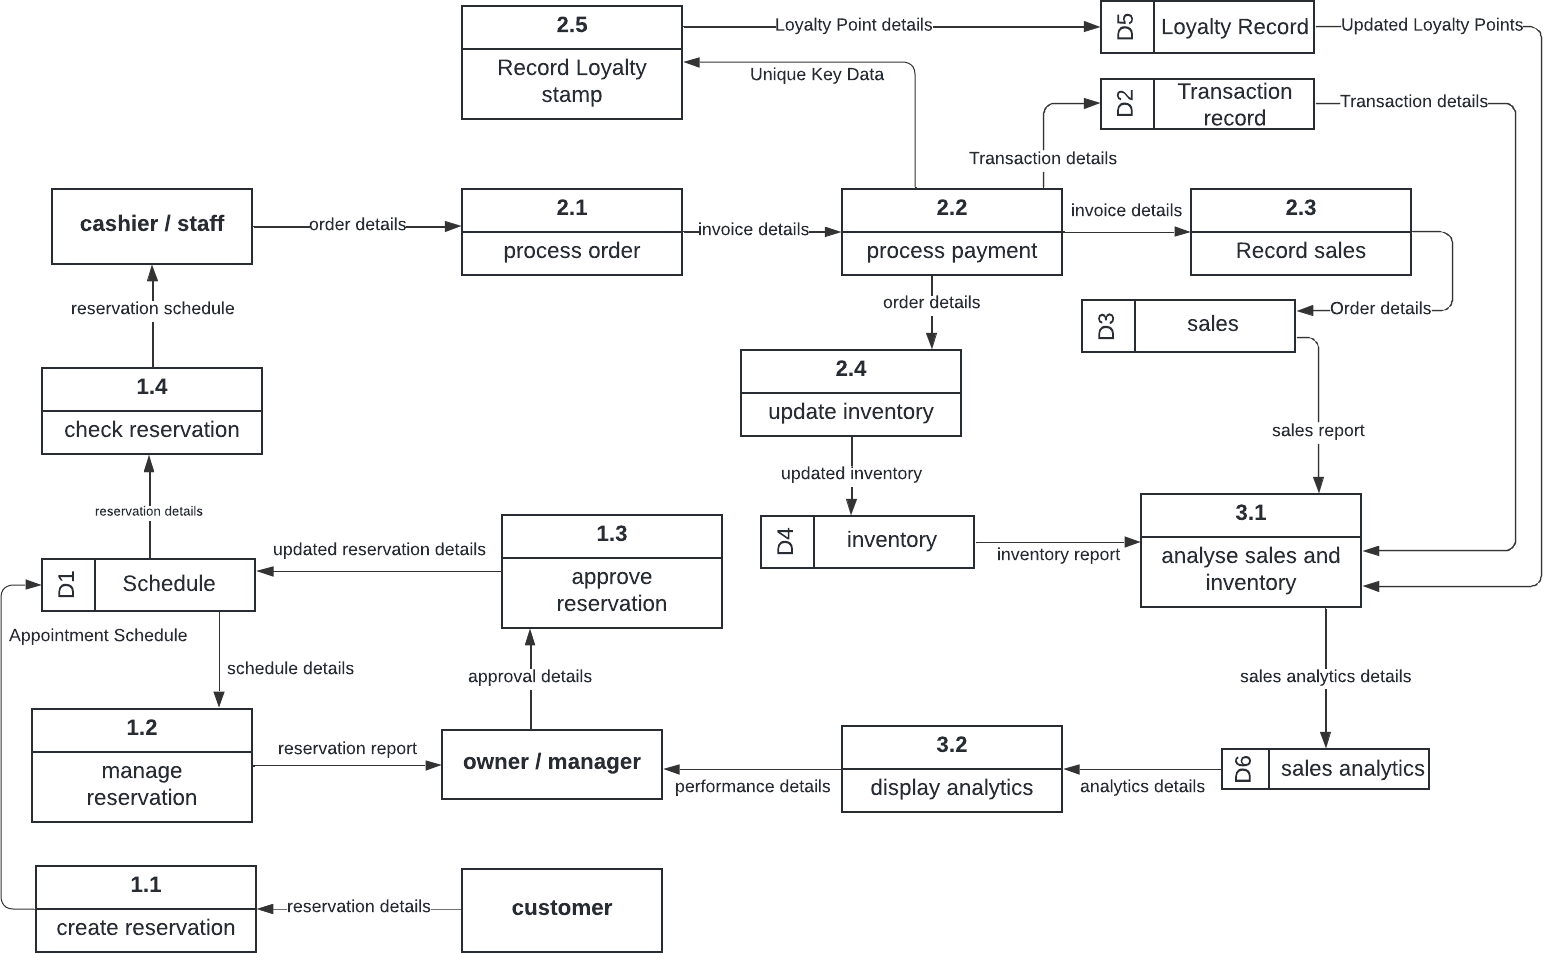 2.5
Record Loyalty
stamp
Loyalty Point details
D5
Loyalty Record
Updated Loyalty Points
Unique Key Data
D2
Transaction
record
Transaction details
Transaction details
cashier / staff
order details
2.1
process order
invoice details
2.2
process payment
invoice details
2.3
Record sales
reservation schedule
order details
D3
sales
Order details
1.4
check reservation
2.4
update inventory
sales report
updated inventory
reservation details
D4
inventory
inventory report
3.1
analyse sales and
inventory
1.3
approve
reservation
updated reservation details
D1
Schedule
Appointment Schedule
schedule details
approval details
sales analytics details
1.2
manage
reservation
reservation report
owner / manager
performance details
3.2
display analytics
analytics details
D6
sales analytics
1.1
create reservation
reservation details
customer